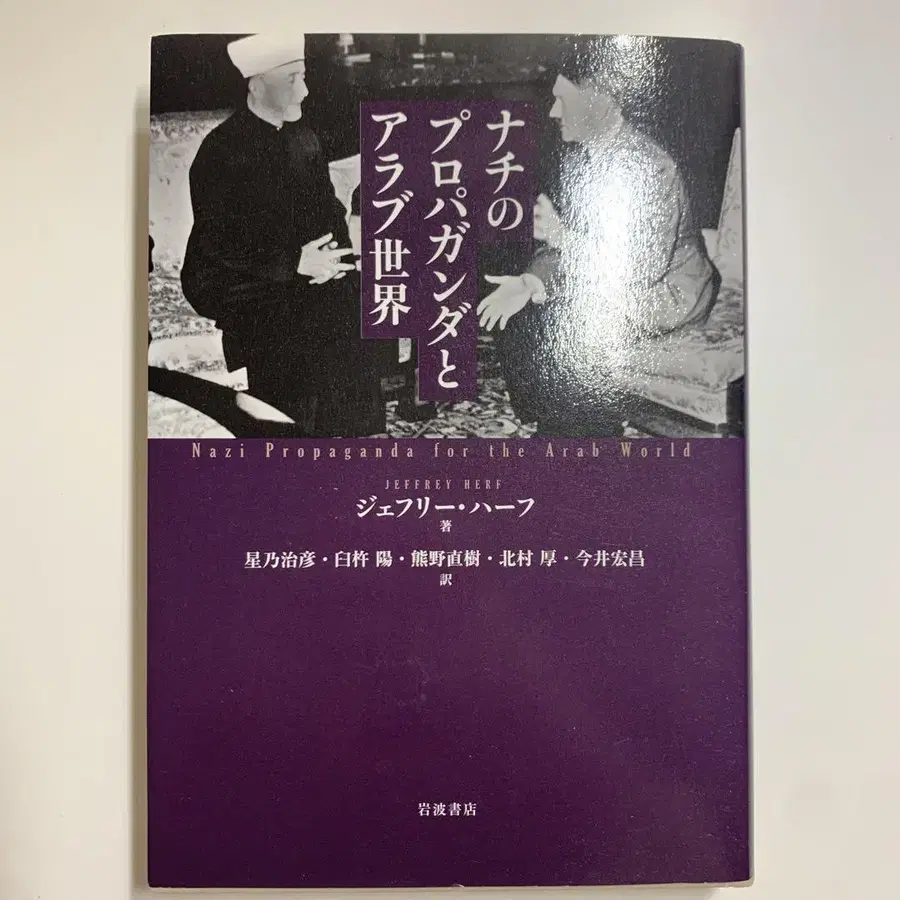 ナチの
プロパガンダと
アラブ世界
Nazi Propaganda for the Arab World
JEFFREY HERF
ジェフリー・ハーフ
著
星乃治彦・臼杵 陽・熊野直樹・北村 厚・今井宏昌
訳
岩波書店